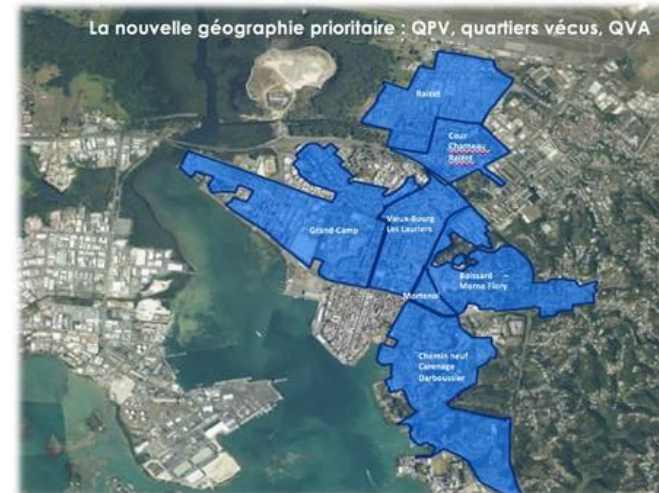 La nouvelle géographie prioritaire : QPV, quartiers vécus, QVA
Raizet
Cour
Charneau
Raizet
Grand-Camp
Vieux-Bourg
Les Lauriers
Boissard –
Morne Flory
Mortenol
Chemin neuf
Carenage
Darboussier